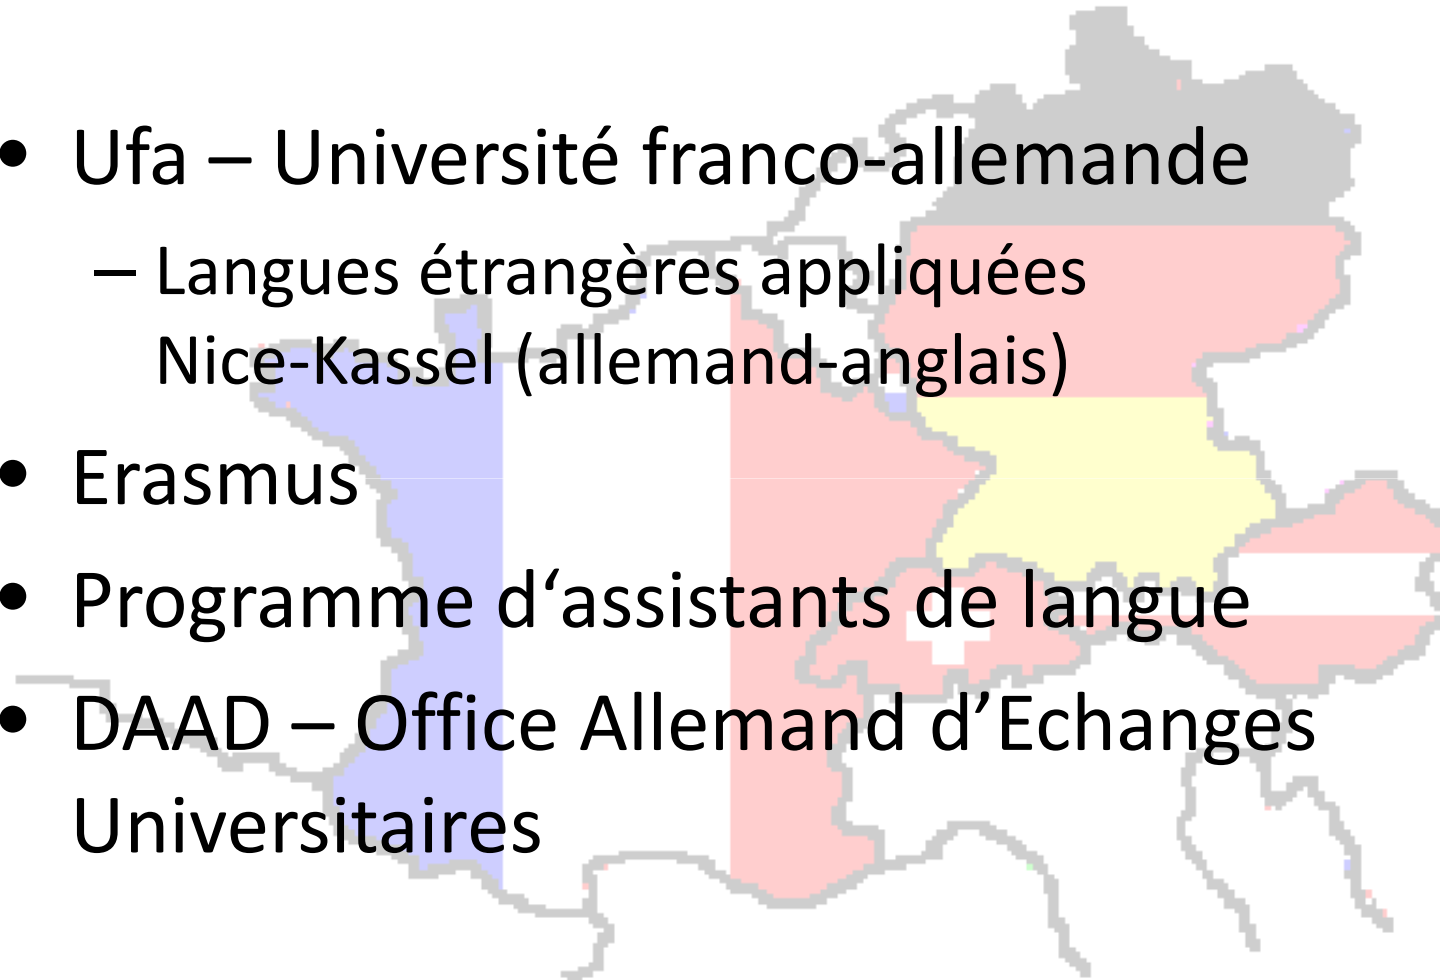 • Ufa – Université franco-allemande
– Langues étrangères appliquées
Nice-Kassel (allemand-anglais)
• Erasmus
• Programme d‘assistants de langue
• DAAD – Office Allemand d’Echanges
Universitaires